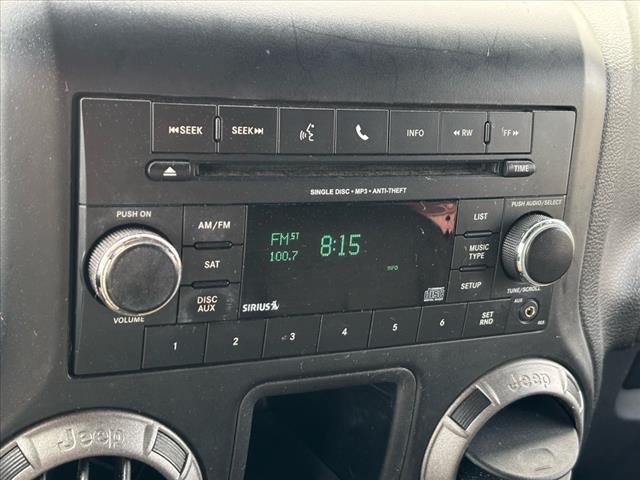 SEEK SEEK INFO RW FF
TIME
SINGLE DISC • MP3 • ANTI-THEFT
PUSH ON
VOLUME
AM/FM
SAT
DISC
AUX
FM ST 8:15
100.7
INFO
SIRIUS
disc
LIST
MUSIC
TYPE
SETUP
PUSH AUDIO/SELECT
TUNE/SCROLL
AUX
1 2 3 4 5 6 SET
RND
Jeep
Jeep